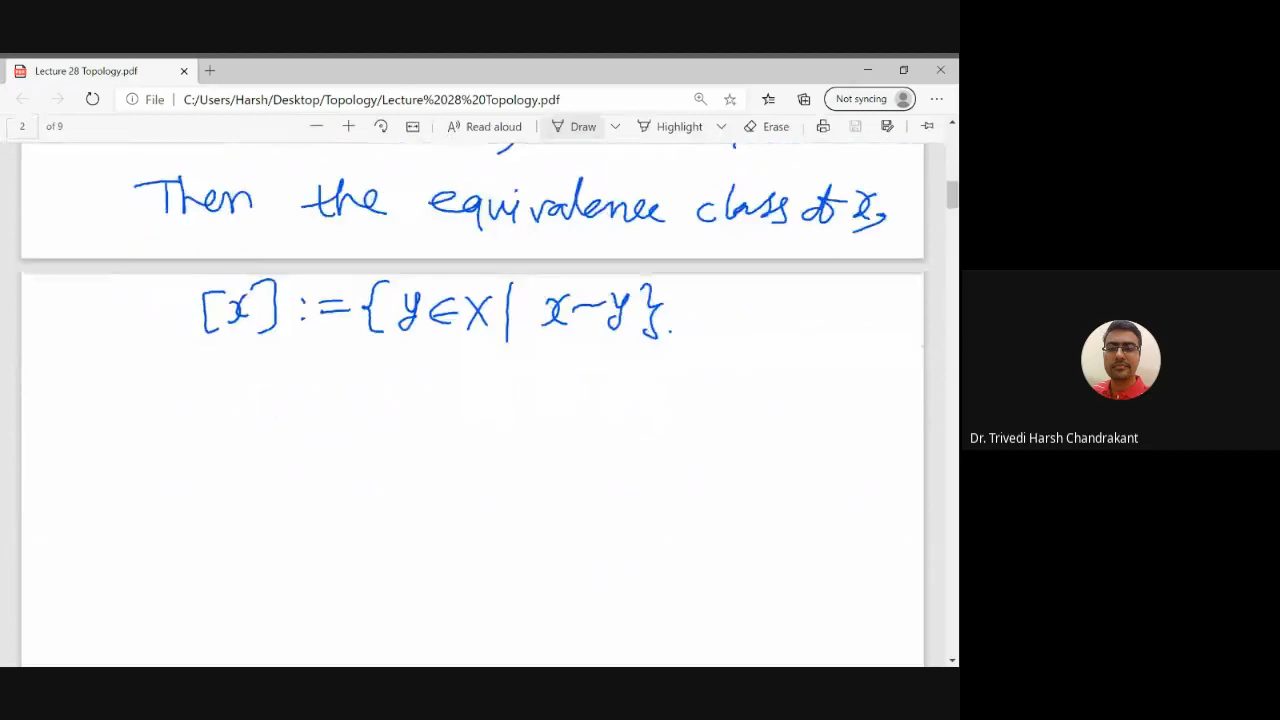 Lecture 28 Topology.pdf
File | C:/Users/Harsh/Desktop/Topology/Lecture%2028%20Topology.pdf
Not syncing
2 of 9
Read aloud
Draw
Highlight
Erase
Then the equivalence class of x,
[x] := { y ∈ X | x ~ y }.
Dr. Trivedi Harsh Chandrakant